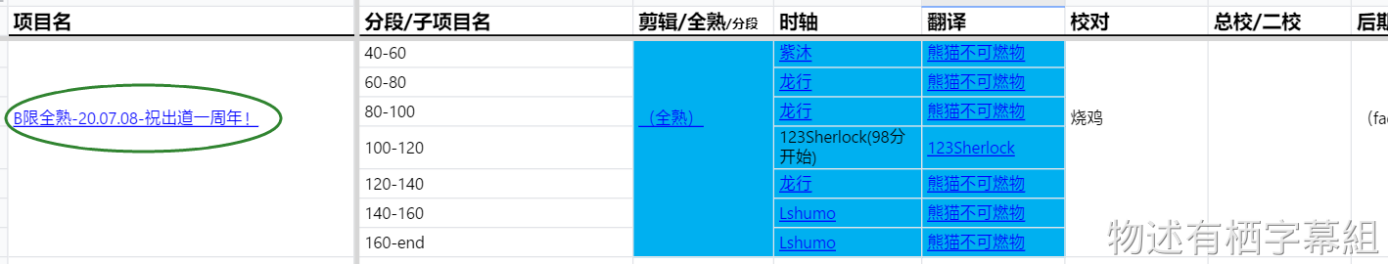 项目名 分段/子项目名 剪辑/全熟/分段 时轴 翻译 校对 总校/二校 后期
40-60 紫沐 熊猫不可燃物
60-80 龙行 熊猫不可燃物
B限全熟-20.07.08-祝出道一周年！ 80-100 （全熟） 龙行 熊猫不可燃物 烧鸡 （fac
100-120 123Sherlock(98分 123Sherlock
开始)
120-140 龙行 熊猫不可燃物
140-160 Lshumo 熊猫不可燃物
160-end Lshumo 熊猫不可燃物
物述有栖字幕組